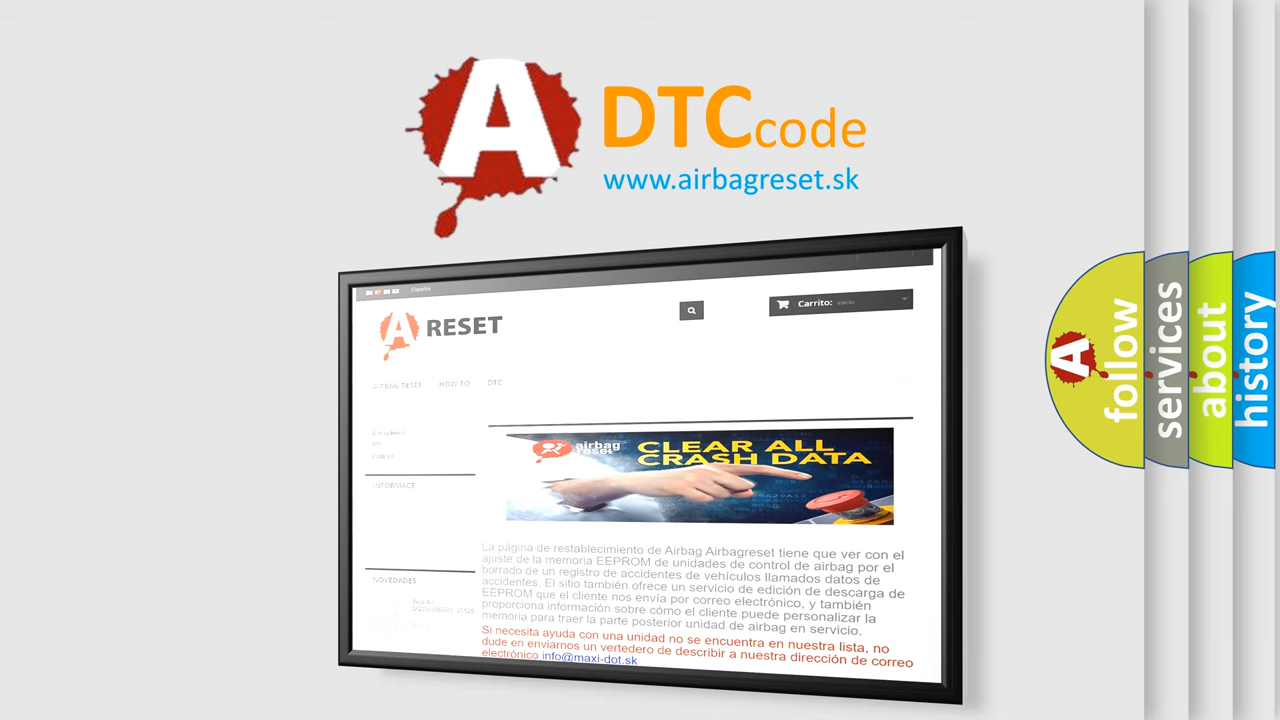 A DTC code
www.airbagreset.sk
Español
A RESET
Carrito: vacío
AIRBAG RESET HOW TO DTC
INFORMACE
NOVEDADES
airbag
reset
CLEAR ALL
CRASH DATA
La página de restablecimiento de Airbag Airbagreset tiene que ver con el
ajuste de la memoria EEPROM de unidades de control de airbag por el
borrado de un registro de accidentes de vehículos llamados datos de
accidentes. El sitio también ofrece un servicio de edición de descarga de
EEPROM que el cliente nos envía por correo electrónico, y también
proporciona información sobre cómo el cliente puede personalizar la
memoria para traer la parte posterior unidad de airbag en servicio.
Si necesita ayuda con una unidad no se encuentra en nuestra lista, no
dude en enviarnos un vertedero de describir a nuestra dirección de correo
electrónico info@maxi-dot.sk
A follow
services
about
history